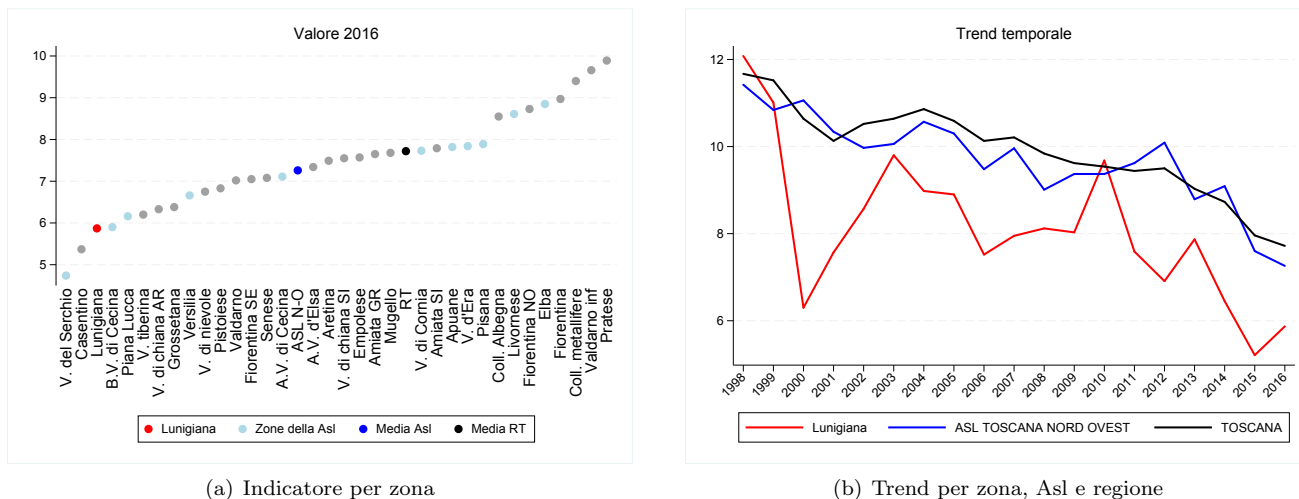 Valore 2016
10
9
8
7
6
5
V. del Serchio
Casentino
Lunigiana
B.V. di Cecina
Piana Lucca
V. tiberina
V. di chiana AR
Grossetana
Versilia
V. di nievole
Pistoiese
Valdarno
Fiorentina SE
Senese
A.V. di Cecina
ASL N-O
A.V. d'Elsa
Aretina
V. di chiana SI
Empolese
Amiata GR
Mugello
RT
V. di Cornia
Amiata SI
Apuane
V. d'Era
Pisana
Coll. Albegna
Livornese
Fiorentina NO
Elba
Fiorentina
Coll. metallifere
Valdarno inf
Pratese
Lunigiana
Zone della Asl
Media Asl
Media RT
(a) Indicatore per zona
Trend temporale
12
10
8
6
1998
1999
2000
2001
2002
2003
2004
2005
2006
2007
2008
2009
2010
2011
2012
2013
2014
2015
2016
Lunigiana
ASL TOSCANA NORD OVEST
TOSCANA
(b) Trend per zona, Asl e regione